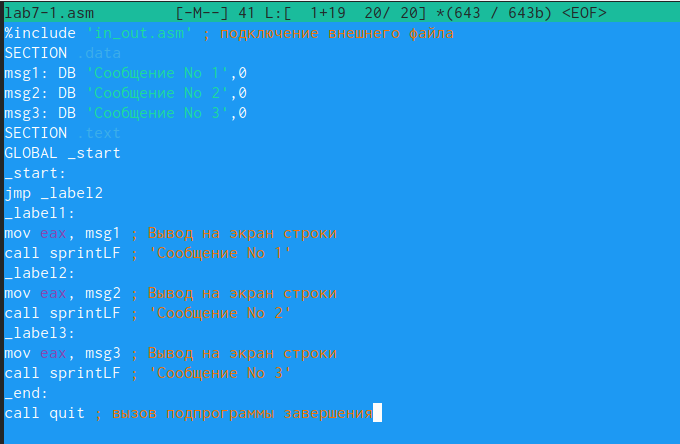 lab7-1.asm [-M--] 41 L:[ 1+19 20/ 20] *(643 / 643b) <EOF>
%include 'in_out.asm' ; подключение внешнего файла
SECTION .data
msg1: DB 'Сообщение No 1',0
msg2: DB 'Сообщение No 2',0
msg3: DB 'Сообщение No 3',0
SECTION .text
GLOBAL _start
_start:
jmp _label2
_label1:
mov eax, msg1 ; Вывод на экран строки
call sprintLF ; 'Сообщение No 1'
_label2:
mov eax, msg2 ; Вывод на экран строки
call sprintLF ; 'Сообщение No 2'
_label3:
mov eax, msg3 ; Вывод на экран строки
call sprintLF ; 'Сообщение No 3'
_end:
call quit ; вызов подпрограммы завершения